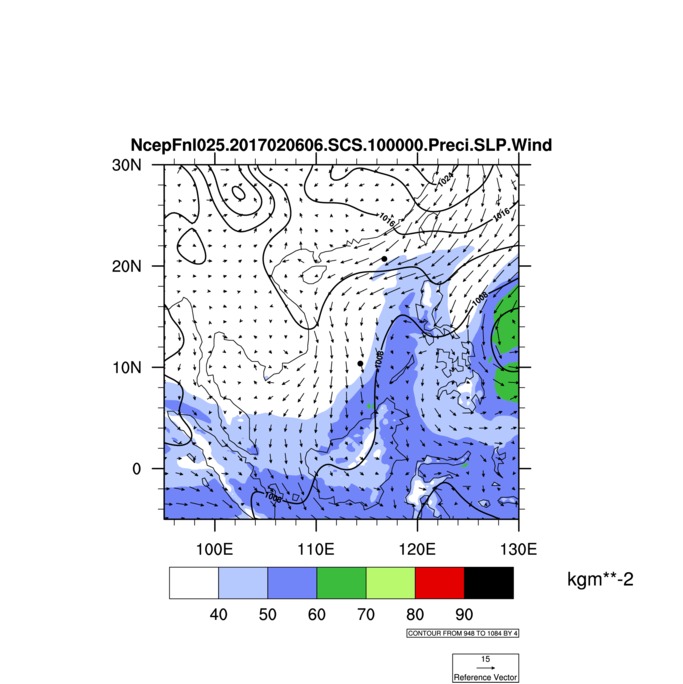 NcepFnl025.2017020606.SCS.100000.Preci.SLP.Wind
30N
20N
10N
0
1024
1016
1016
1008
1008
1008
100E
110E
120E
130E
40
50
60
70
80
90
kgm**-2
CONTOUR FROM 948 TO 1084 BY 4
15
Reference Vector